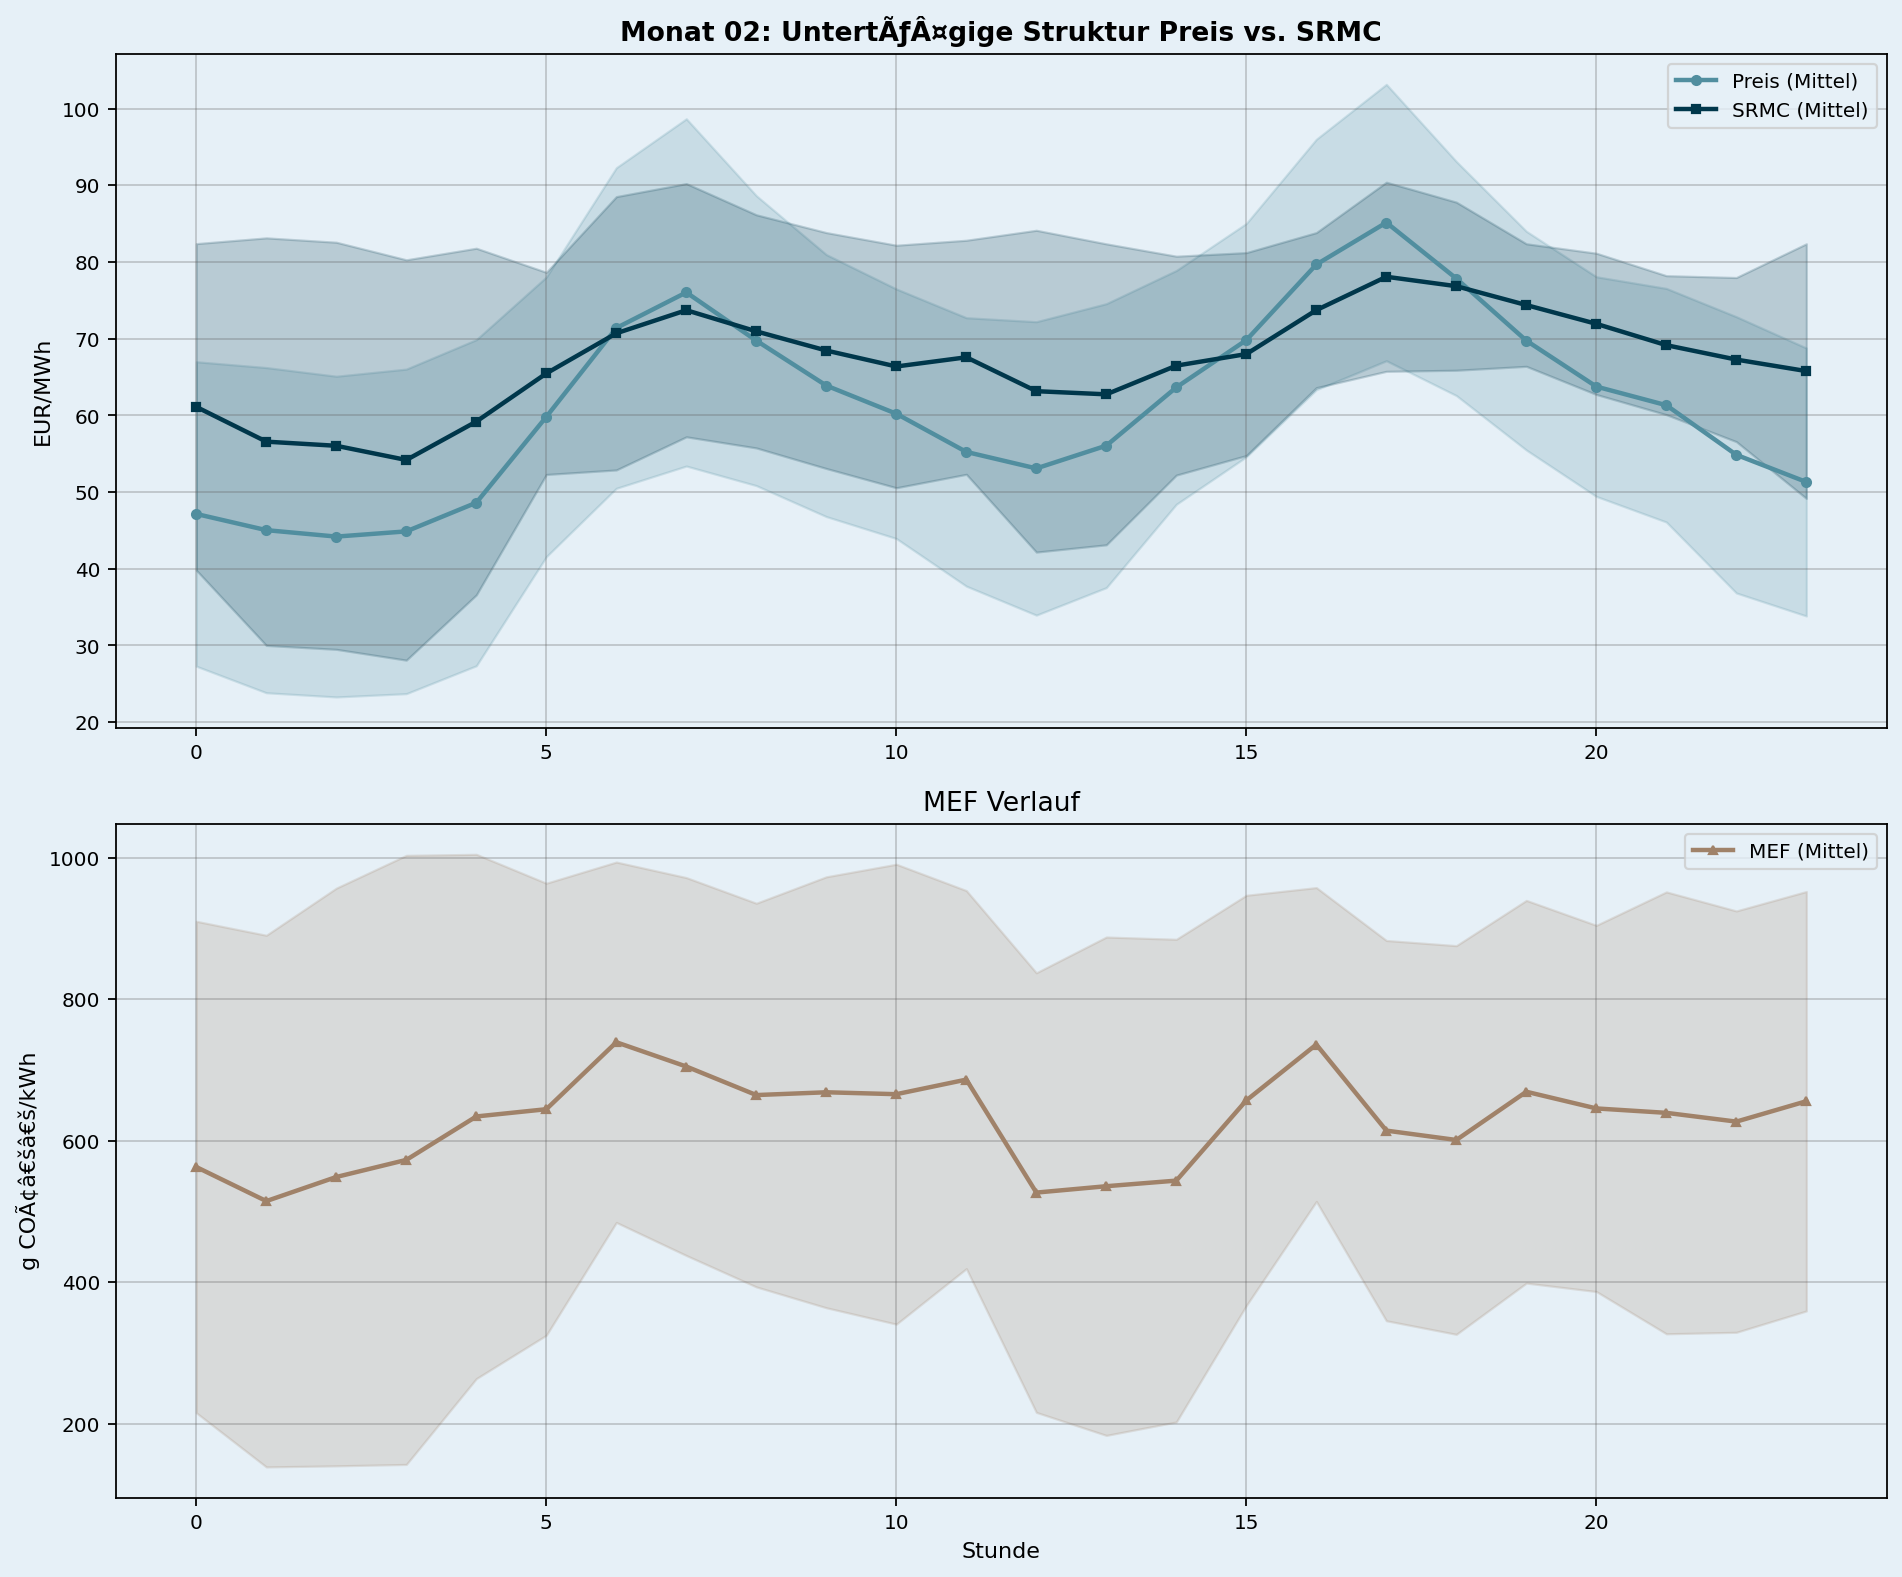 Monat 02: UntertÃƒÂ¤gige Struktur Preis vs. SRMC
Preis (Mittel)
SRMC (Mittel)
EUR/MWh
100
90
80
70
60
50
40
30
20
0 5 10 15 20
MEF Verlauf
MEF (Mittel)
g COÃ¢â€šâ€š/kWh
1000
800
600
400
200
0 5 10 15 20
Stunde